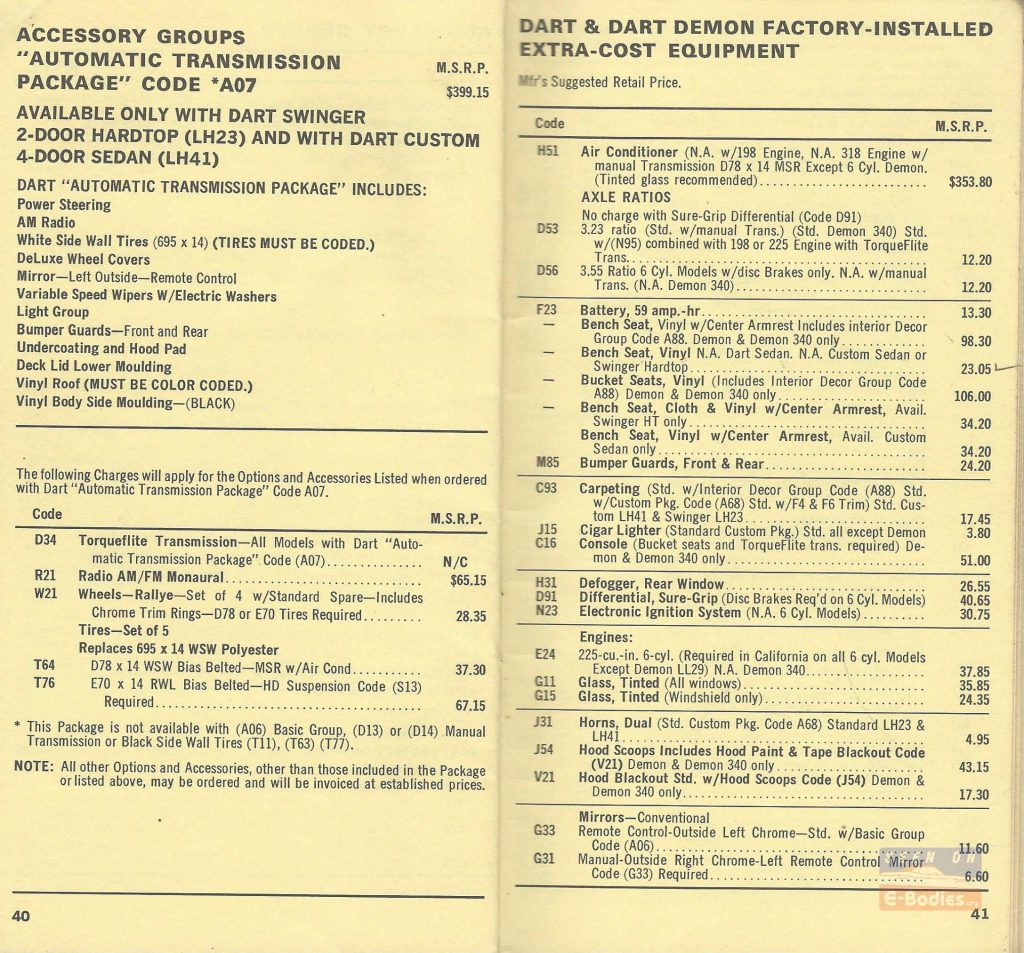 ACCESSORY GROUPS
"AUTOMATIC TRANSMISSION
PACKAGE" CODE *A07
M.S.R.P.
$399.15
AVAILABLE ONLY WITH DART SWINGER
2-DOOR HARDTOP (LH23) AND WITH DART CUSTOM
4-DOOR SEDAN (LH41)
DART "AUTOMATIC TRANSMISSION PACKAGE" INCLUDES:
Power Steering
AM Radio
White Side Wall Tires (695 x 14) (TIRES MUST BE CODED.)
DeLuxe Wheel Covers
Mirror—Left Outside—Remote Control
Variable Speed Wipers W/Electric Washers
Light Group
Bumper Guards—Front and Rear
Undercoating and Hood Pad
Deck Lid Lower Moulding
Vinyl Roof (MUST BE COLOR CODED.)
Vinyl Body Side Moulding—(BLACK)
The following Charges will apply for the Options and Accessories Listed when ordered
with Dart "Automatic Transmission Package" Code A07.
Code M.S.R.P.
D34 Torqueflite Transmission—All Models with Dart "Auto-
matic Transmission Package" Code (A07).............. N/C
R21 Radio AM/FM Monaural............................ $65.15
W21 Wheels—Rallye—Set of 4 w/Standard Spare—Includes
Chrome Trim Rings—D78 or E70 Tires Required......... 28.35
Tires—Set of 5
Replaces 695 x 14 WSW Polyester
T64 D78 x 14 WSW Bias Belted—MSR w/Air Cond.......... 37.30
T76 E70 x 14 RWL Bias Belted—HD Suspension Code (S13)
Required............................................ 67.15
* This Package is not available with (A06) Basic Group, (D13) or (D14) Manual
Transmission or Black Side Wall Tires (T11), (T63) (T77).
NOTE: All other Options and Accessories, other than those included in the Package
or listed above, may be ordered and will be invoiced at established prices.
40
DART & DART DEMON FACTORY-INSTALLED
EXTRA-COST EQUIPMENT
Mfr's Suggested Retail Price.
Code M.S.R.P.
H51 Air Conditioner (N.A. w/198 Engine, N.A. 318 Engine w/
manual Transmission D78 x 14 MSR Except 6 Cyl. Demon.
(Tinted glass recommended)......................... $353.80
AXLE RATIOS
No charge with Sure-Grip Differential (Code D91)
D53 3.23 ratio (Std. w/manual Trans.) (Std. Demon 340) Std.
w/(N95) combined with 198 or 225 Engine with TorqueFlite
Trans.............................................. 12.20
D56 3.55 Ratio 6 Cyl. Models w/disc Brakes only. N.A. w/manual
Trans. (N.A. Demon 340)............................ 12.20
F23 Battery, 59 amp.-hr............................. 13.30
— Bench Seat, Vinyl w/Center Armrest Includes interior Decor
Group Code A88. Demon & Demon 340 only............. 98.30
— Bench Seat, Vinyl N.A. Dart Sedan. N.A. Custom Sedan or
Swinger Hardtop.................................... 23.05
— Bucket Seats, Vinyl (Includes Interior Decor Group Code
A88) Demon & Demon 340 only........................ 106.00
— Bench Seat, Cloth & Vinyl w/Center Armrest, Avail.
Swinger HT only.................................... 34.20
Bench Seat, Vinyl w/Center Armrest, Avail. Custom
Sedan only......................................... 34.20
M85 Bumper Guards, Front & Rear..................... 24.20
C93 Carpeting (Std. w/Interior Decor Group Code (A88) Std.
w/Custom Pkg. Code (A68) Std. w/F4 & F6 Trim) Std. Cus-
tom LH41 & Swinger LH23............................ 17.45
J15 Cigar Lighter (Standard Custom Pkg.) Std. all except Demon 3.80
C16 Console (Bucket seats and TorqueFlite trans. required) De-
mon & Demon 340 only............................... 51.00
H31 Defogger, Rear Window........................... 26.55
D91 Differential, Sure-Grip (Disc Brakes Req'd on 6 Cyl. Models) 40.65
N23 Electronic Ignition System (N.A. 6 Cyl. Models).......... 30.75
Engines:
E24 225-cu.-in. 6-cyl. (Required in California on all 6 cyl. Models
Except Demon LL29) N.A. Demon 340.................. 37.85
G11 Glass, Tinted (All windows)..................... 35.85
G15 Glass, Tinted (Windshield only)................. 24.35
J31 Horns, Dual (Std. Custom Pkg. Code A68) Standard LH23 &
LH41............................................... 4.95
J54 Hood Scoops Includes Hood Paint & Tape Blackout Code
(V21) Demon & Demon 340 only....................... 43.15
V21 Hood Blackout Std. w/Hood Scoops Code (J54) Demon &
Demon 340 only..................................... 17.30
Mirrors—Conventional
G33 Remote Control-Outside Left Chrome—Std. w/Basic Group
Code (A06)......................................... 11.60
G31 Manual-Outside Right Chrome-Left Remote Control Mirror
Code (G33) Required................................ 6.60
SEEN ON
E-Bodies.org
41